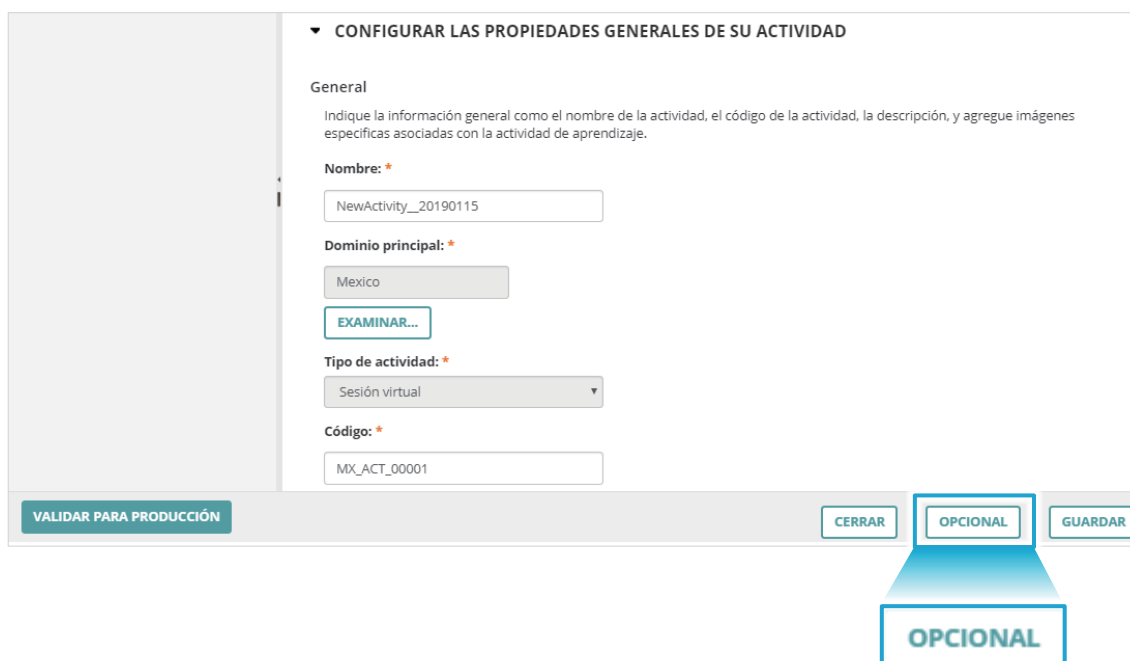 CONFIGURAR LAS PROPIEDADES GENERALES DE SU ACTIVIDAD
General
Indique la información general como el nombre de la actividad, el código de la actividad, la descripción, y agregue imágenes
especificas asociadas con la actividad de aprendizaje.
Nombre: *
NewActivity__20190115
Dominio principal: *
Mexico
EXAMINAR...
Tipo de actividad: *
Sesión virtual
Código: *
MX_ACT_00001
VALIDAR PARA PRODUCCIÓN
CERRAR
OPCIONAL
GUARDAR
OPCIONAL